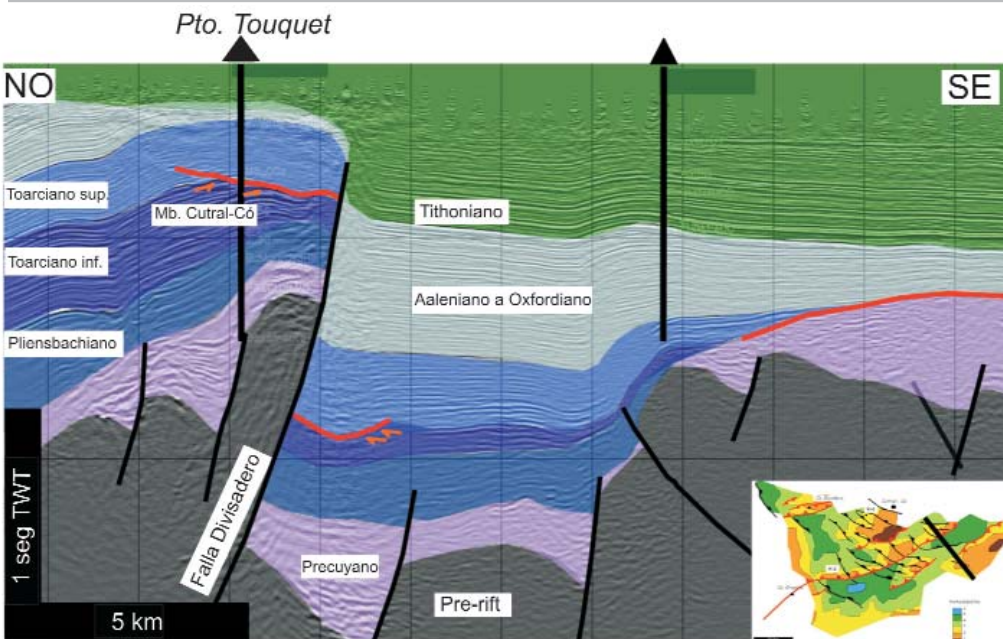 Pto. Touquet
NO
SE
Toarciano sup.
Mb. Cutral-Có
Tithoniano
Toarciano inf.
Aaleniano a Oxfordiano
Pliensbachiano
1 seg TWT
Falla Divisadero
Precuyano
Pre-rift
5 km